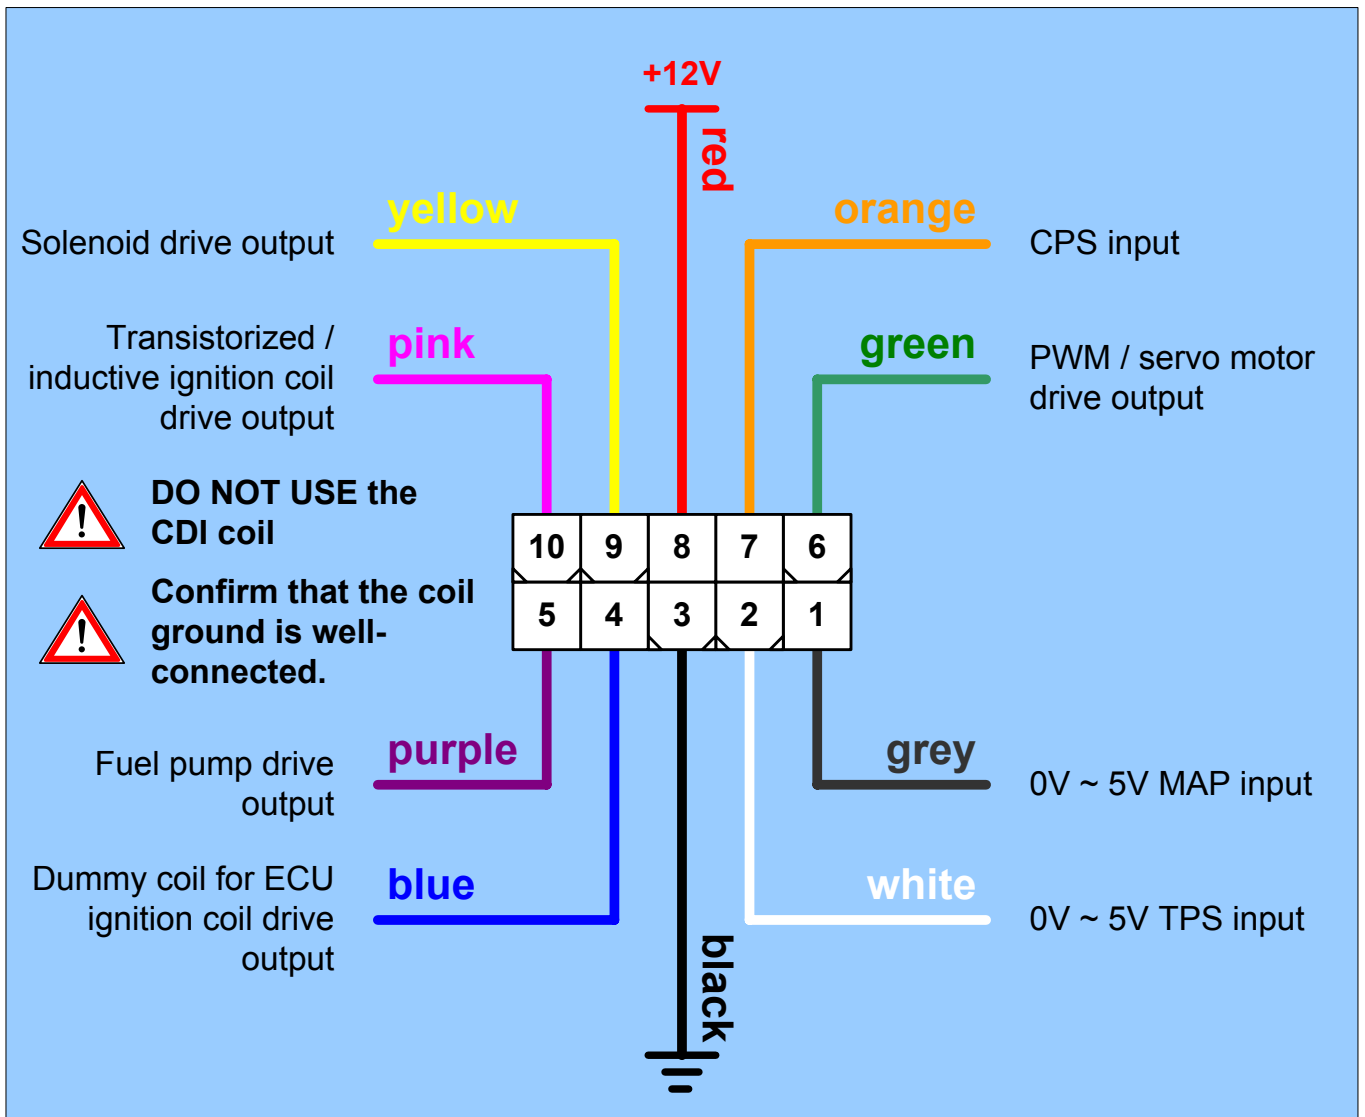 +12V
red
yellow
orange
Solenoid drive output
CPS input
Transistorized /
inductive ignition coil
drive output
pink
green
PWM / servo motor
drive output
DO NOT USE the
CDI coil
!
10 9 8 7 6
5 4 3 2 1
Confirm that the coil
ground is well-
connected.
!
Fuel pump drive
output
purple
grey
0V ~ 5V MAP input
Dummy coil for ECU
ignition coil drive
output
blue
white
0V ~ 5V TPS input
black